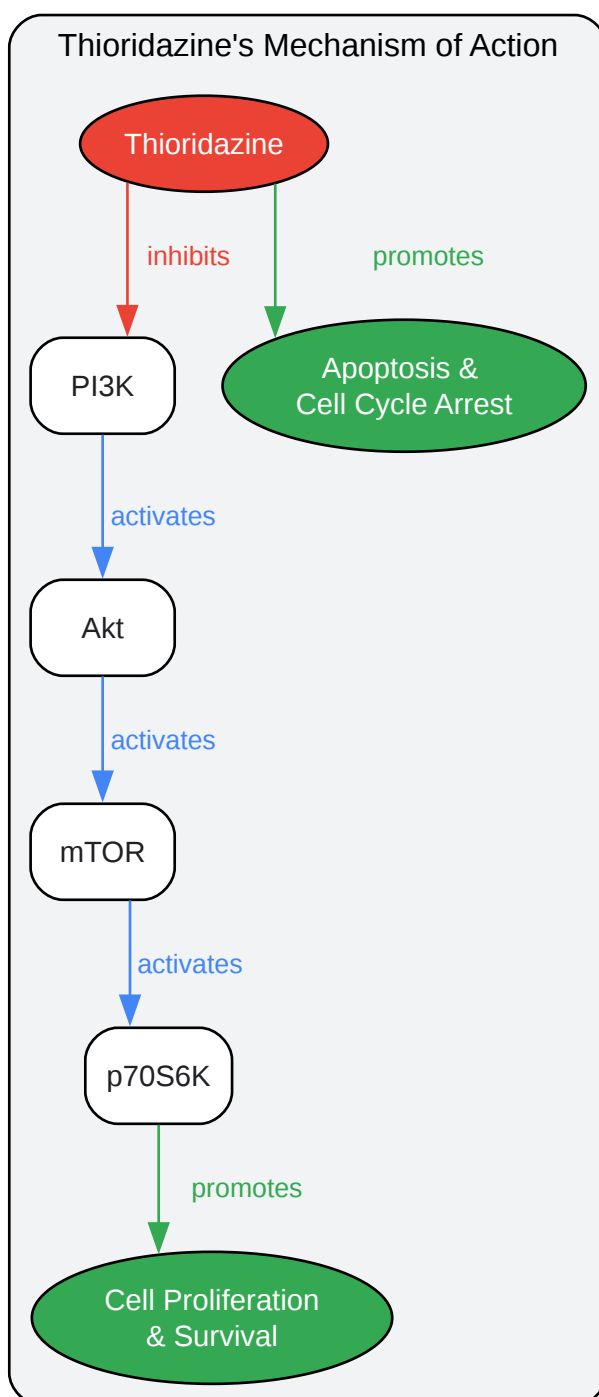 Thioridazine's Mechanism of Action
Thioridazine
inhibits
promotes
PI3K
Apoptosis &
Cell Cycle Arrest
activates
Akt
activates
mTOR
activates
p70S6K
promotes
Cell Proliferation
& Survival